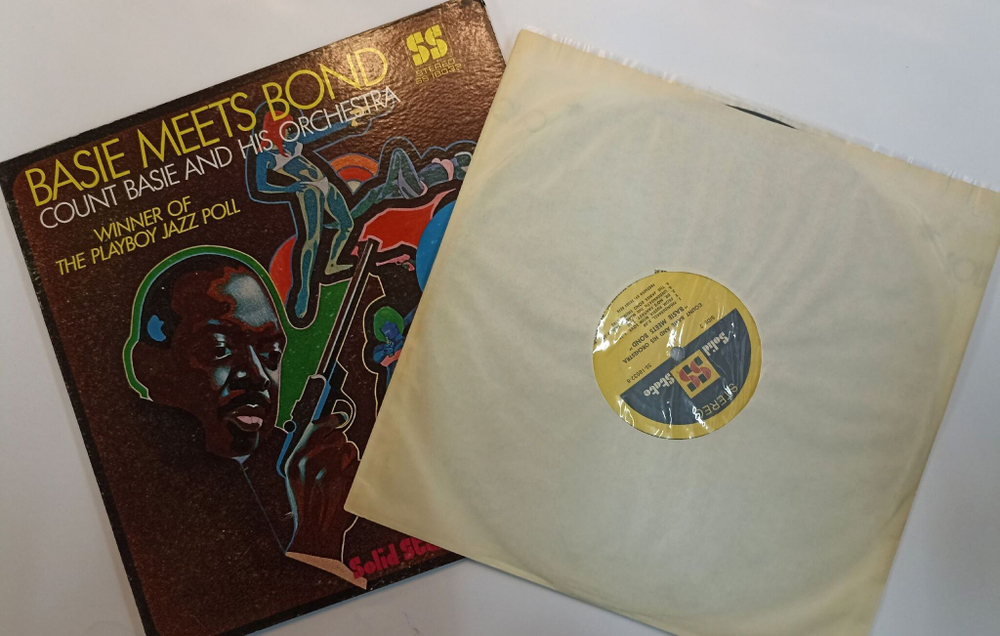 BASIE MEETS BOND
COUNT BASIE AND HIS ORCHESTRA
WINNER OF
THE PLAYBOY JAZZ POLL
SS
STEREO
Solid
STEREO
Solid State
SS
COUNT BASIE AND HIS ORCHESTRA
"BASIE MEETS BOND"